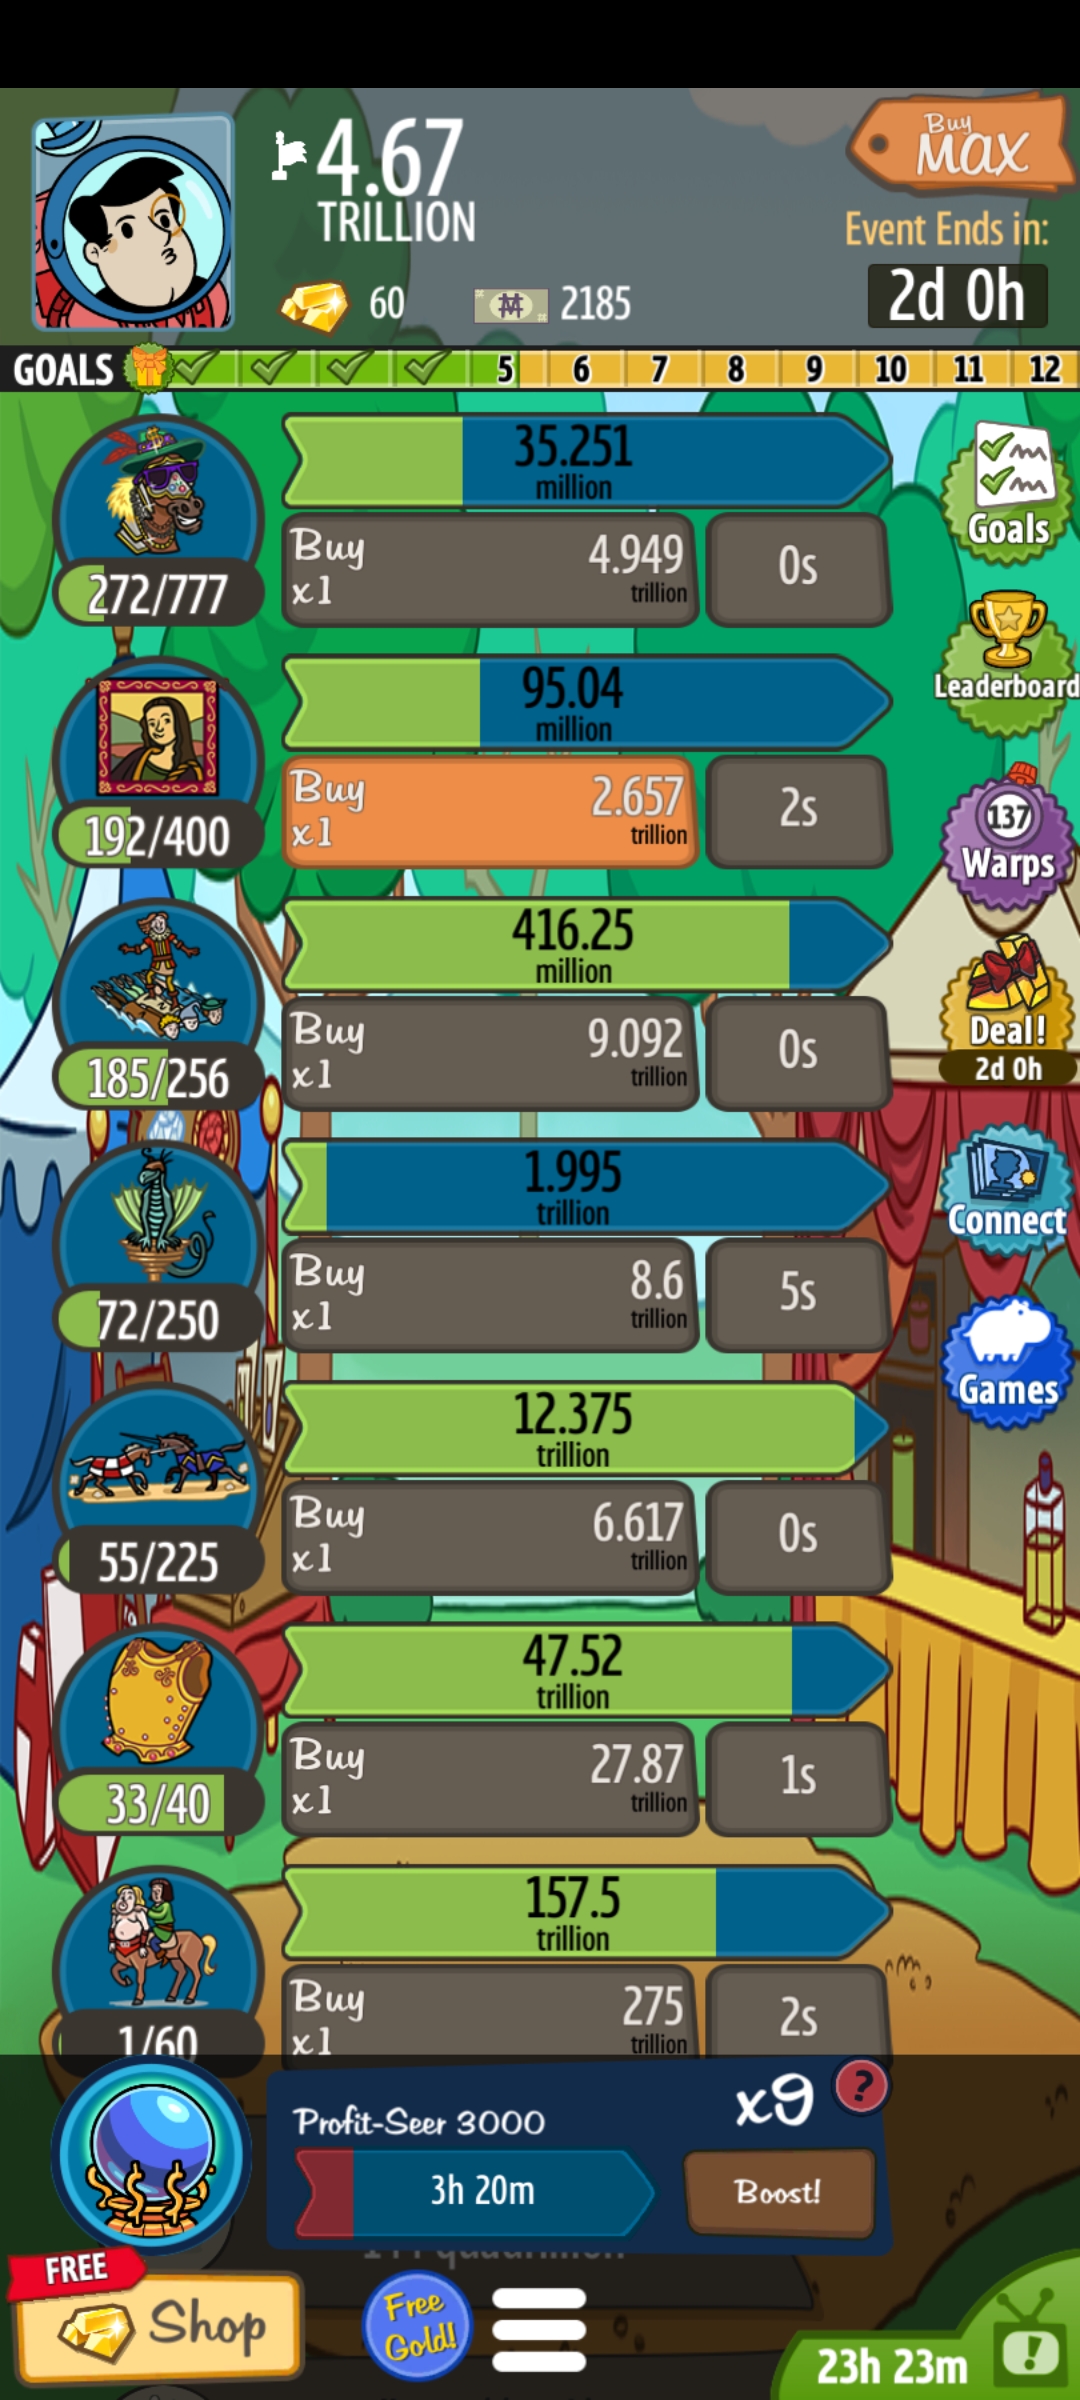 4.67
TRILLION
60
2185
Buy
MAX
Event Ends in:
2d 0h
GOALS
5
6
7
8
9
10
11
12
35.251
million
Buy
x1
4.949
trillion
0s
272/777
Goals
95.04
million
Buy
x1
2.657
trillion
2s
192/400
Leaderboard
137
Warps
416.25
million
Buy
x1
9.092
trillion
0s
185/256
Deal!
2d 0h
1.995
trillion
Buy
x1
8.6
trillion
5s
72/250
Connect
Games
12.375
trillion
Buy
x1
6.617
trillion
0s
55/225
47.52
trillion
Buy
x1
27.87
trillion
1s
33/40
157.5
trillion
Buy
x1
275
trillion
2s
1/60
Profit-Seer 3000
x9
?
3h 20m
Boost!
FREE
Shop
Free
Gold!
23h 23m
!